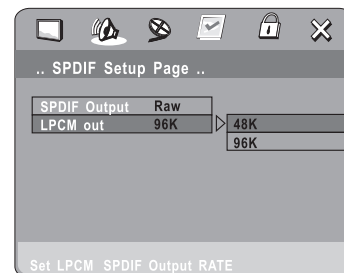 .. SPDIF Setup Page ..
SPDIF Output Raw
LPCM out 96K 48K
96K
Set LPCM SPDIF Output RATE